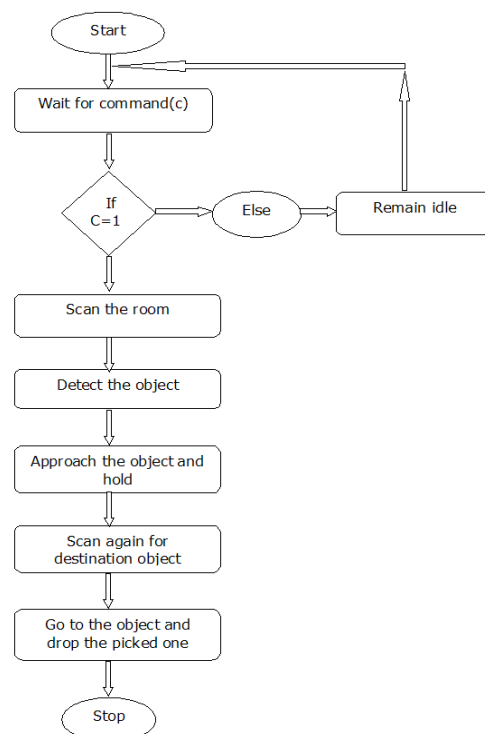 Start
Wait for command(c)
If
C=1
Else
Remain idle
Scan the room
Detect the object
Approach the object and
hold
Scan again for
destination object
Go to the object and
drop the picked one
Stop